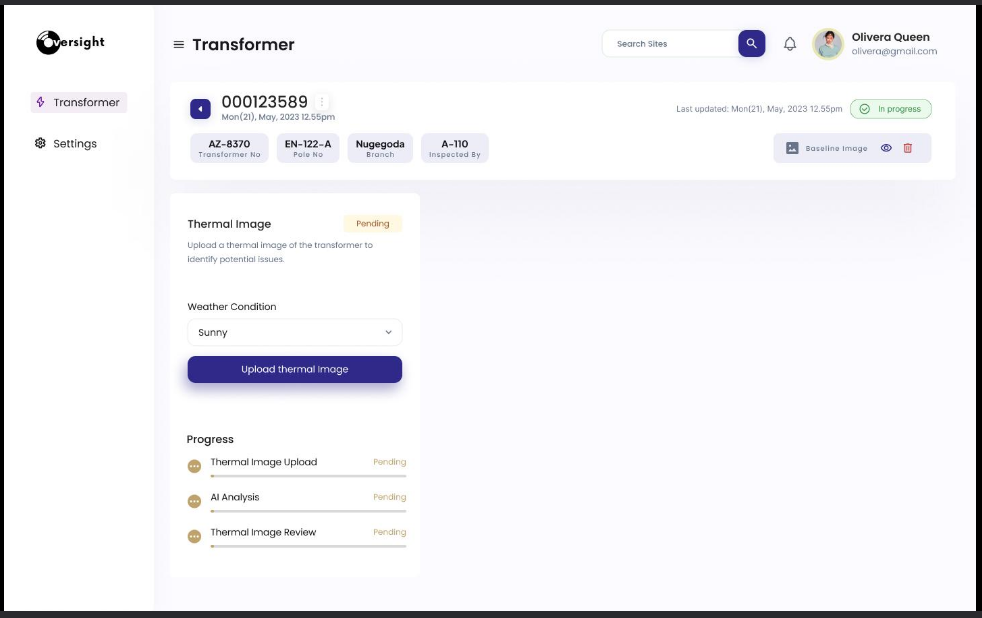 Oversight
Transformer
Settings
Transformer
Search Sites
Olivera Queen
olivera@gmail.com
000123589
Mon(21), May, 2023 12.55pm
Last updated: Mon(21), May, 2023 12.55pm
In progress
AZ-8370
Transformer No
EN-122-A
Pole No
Nugegoda
Branch
A-110
Inspected By
Baseline Image
Thermal Image
Pending
Upload a thermal image of the transformer to
identify potential issues.
Weather Condition
Sunny
Upload thermal Image
Progress
Thermal Image Upload
Pending
AI Analysis
Pending
Thermal Image Review
Pending